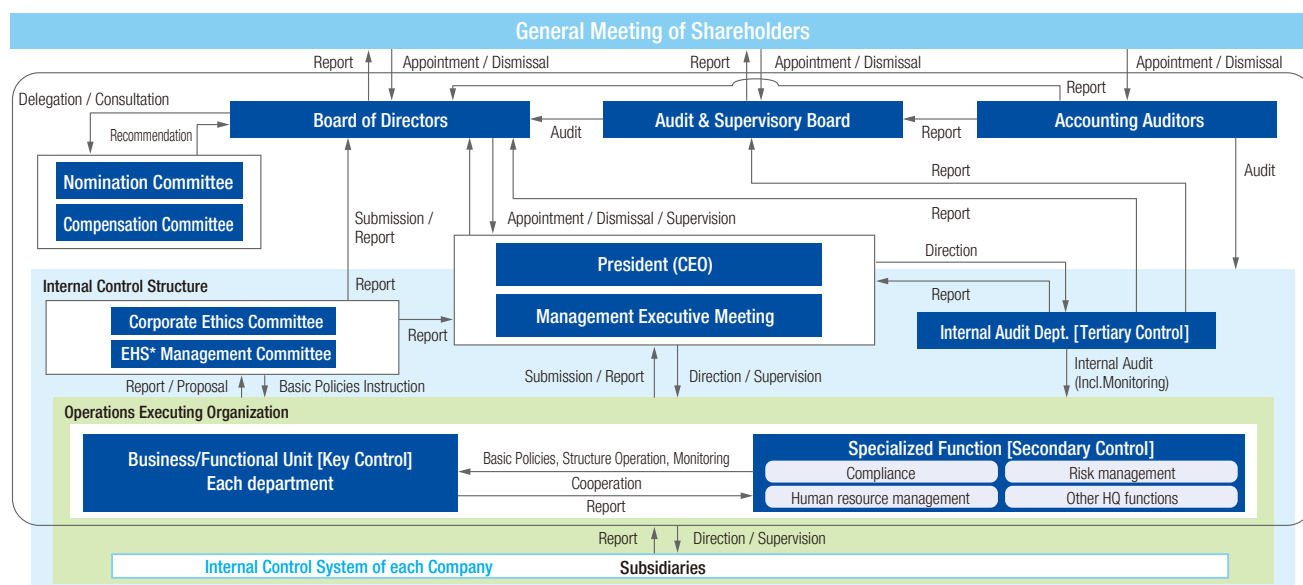 General Meeting of Shareholders
Report
Appointment / Dismissal
Report
Appointment / Dismissal
Appointment / Dismissal
Report
Delegation / Consultation
Recommendation
Board of Directors
Audit
Audit & Supervisory Board
Report
Accounting Auditors
Nomination Committee
Compensation Committee
Report
Audit
Report
Submission /
Report
Appointment / Dismissal / Supervision
President (CEO)
Management Executive Meeting
Direction
Report
Internal Control Structure
Report
Corporate Ethics Committee
EHS* Management Committee
Report
Internal Audit Dept. [Tertiary Control]
Report / Proposal
Basic Policies Instruction
Submission / Report
Direction / Supervision
Internal Audit
(Incl.Monitoring)
Operations Executing Organization
Business/Functional Unit [Key Control]
Each department
Basic Policies, Structure Operation, Monitoring
Cooperation
Report
Specialized Function [Secondary Control]
Compliance
Risk management
Human resource management
Other HQ functions
Report
Direction / Supervision
Internal Control System of each Company
Subsidiaries